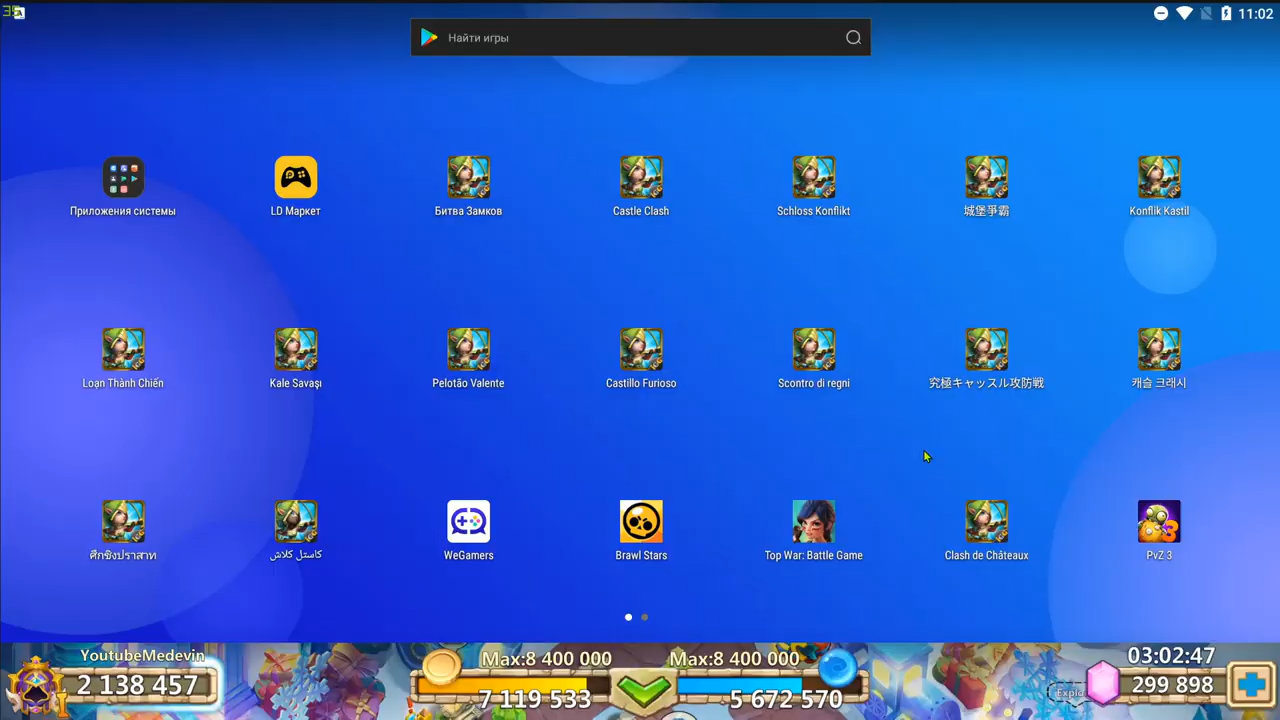 35
11:02
Найти игры
Приложения системы
LD Маркет
Битва Замков
Castle Clash
Schloss Konflikt
城堡爭霸
Konflik Kastil
Loạn Thành Chiến
Kale Savaşı
Pelotão Valente
Castillo Furioso
Scontro di regni
究極キャッスル攻防戦
캐슬 크래시
ศึกชิงปราสาท
كاستل كلاش
WeGamers
Brawl Stars
Top War: Battle Game
Clash de Châteaux
PvZ 3
YoutubeMedevin
2 138 457
Max:8 400 000
7 119 533
Max:8 400 000
5 672 570
03:02:47
Explo
299 898